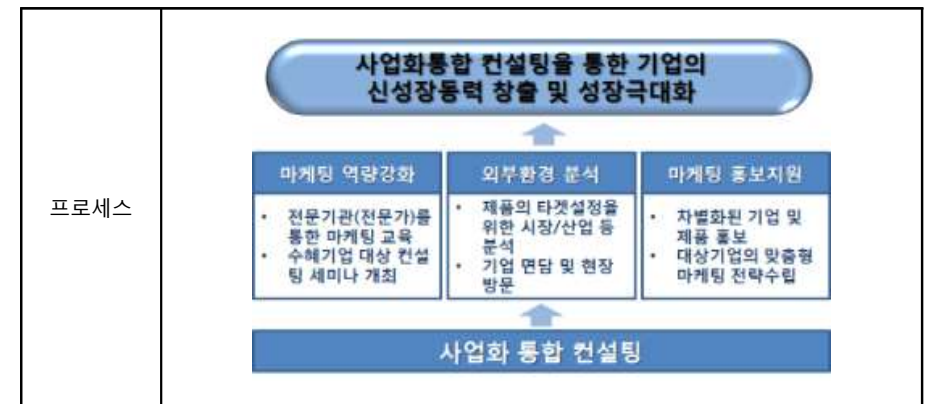 프로세스
사업화통합 컨설팅을 통한 기업의
신성장동력 창출 및 성장극대화
마케팅 역량강화
• 전문기관(전문가)를
통한 마케팅 교육
• 수혜기업 대상 컨설
팅 세미나 개최
외부환경 분석
• 제품의 타겟설정을
위한 시장/산업 등
분석
• 기업 면담 및 현장
방문
마케팅 홍보지원
• 차별화된 기업 및
제품 홍보
• 대상기업의 맞춤형
마케팅 전략수립
사업화 통합 컨설팅